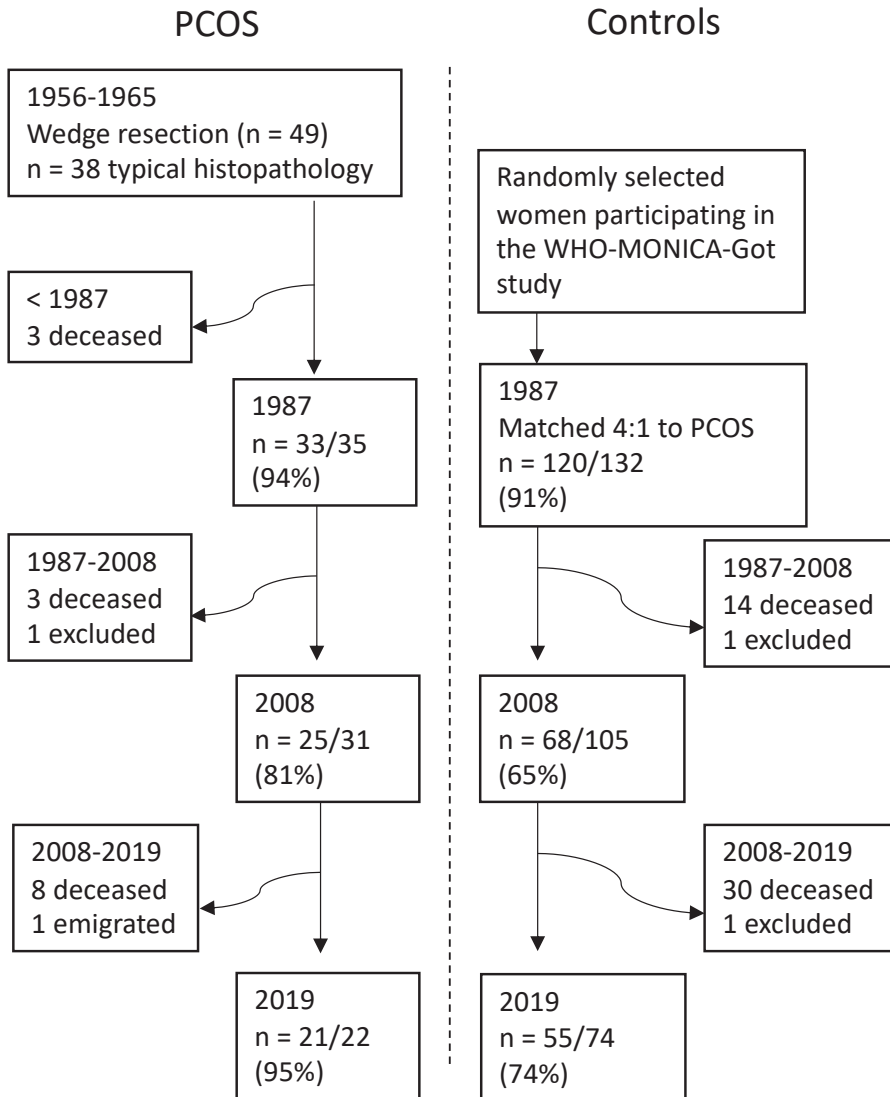 PCOS
1956-1965
Wedge resection (n = 49)
n = 38 typical histopathology
< 1987
3 deceased
1987
n = 33/35
(94%)
1987-2008
3 deceased
1 excluded
2008
n = 25/31
(81%)
2008-2019
8 deceased
1 emigrated
2019
n = 21/22
(95%)
Controls
Randomly selected
women participating in
the WHO-MONICA-Got
study
1987
Matched 4:1 to PCOS
n = 120/132
(91%)
1987-2008
14 deceased
1 excluded
2008
n = 68/105
(65%)
2008-2019
30 deceased
1 excluded
2019
n = 55/74
(74%)